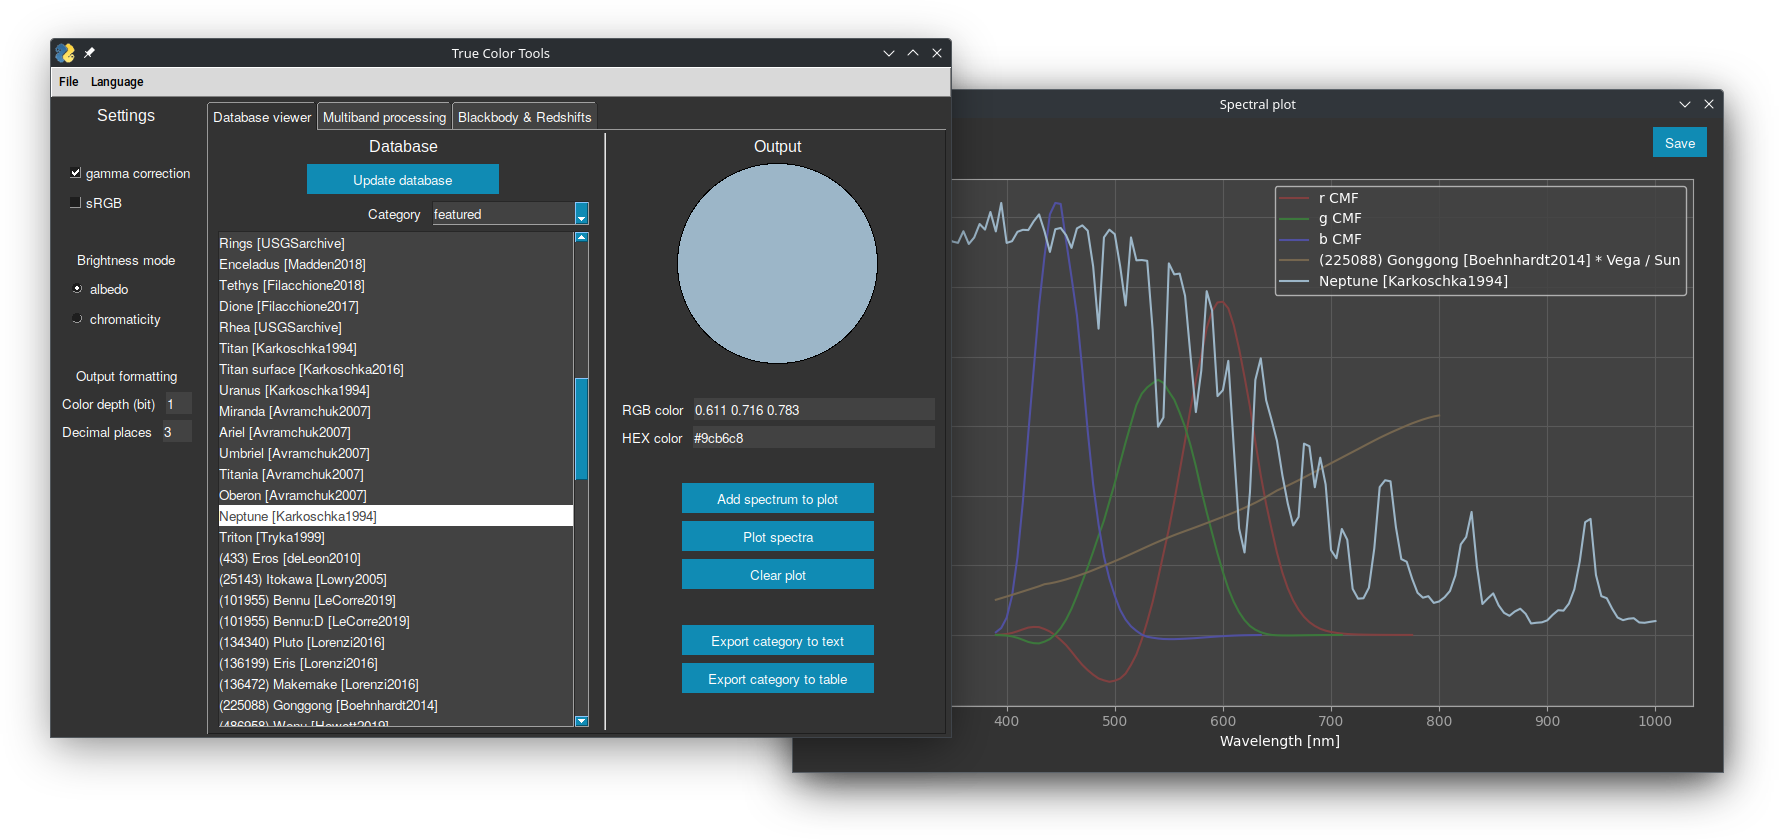 True Color Tools
File Language
Settings
gamma correction
sRGB
Brightness mode
albedo
chromaticity
Output formatting
Color depth (bit) 1
Decimal places 3
Database viewer Multiband processing Blackbody & Redshifts
Database
Update database
Category featured
Rings [USGSarchive]
Enceladus [Madden2018]
Tethys [Filacchione2018]
Dione [Filacchione2017]
Rhea [USGSarchive]
Titan [Karkoschka1994]
Titan surface [Karkoschka2016]
Uranus [Karkoschka1994]
Miranda [Avramchuk2007]
Ariel [Avramchuk2007]
Umbriel [Avramchuk2007]
Titania [Avramchuk2007]
Oberon [Avramchuk2007]
Neptune [Karkoschka1994]
Triton [Tryka1999]
(433) Eros [deLeon2010]
(25143) Itokawa [Lowry2005]
(101955) Bennu [LeCorre2019]
(101955) Bennu:D [LeCorre2019]
(134340) Pluto [Lorenzi2016]
(136199) Eris [Lorenzi2016]
(136472) Makemake [Lorenzi2016]
(225088) Gonggong [Boehnhardt2014]
Output
RGB color 0.611 0.716 0.783
HEX color #9cb6c8
Add spectrum to plot
Plot spectra
Clear plot
Export category to text
Export category to table
Spectral plot
Save
r CMF
g CMF
b CMF
(225088) Gonggong [Boehnhardt2014] * Vega / Sun
Neptune [Karkoschka1994]
400 500 600 700 800 900 1000
Wavelength [nm]